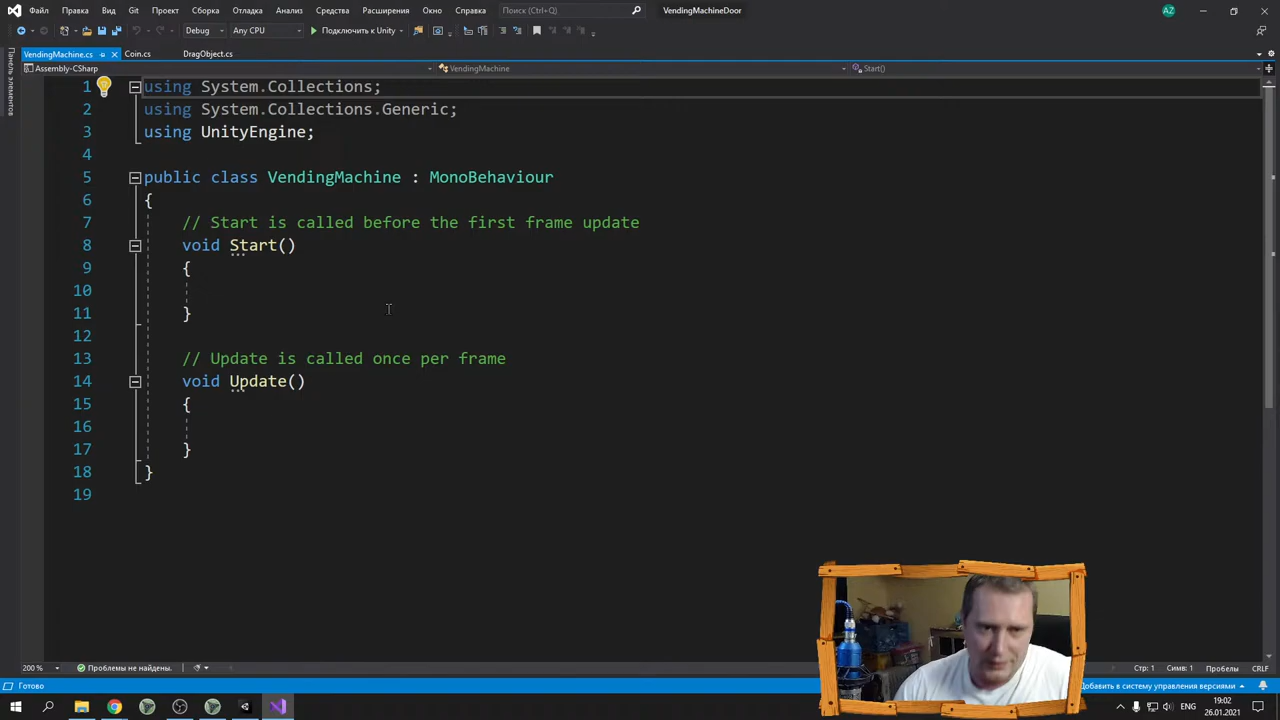 Файл Правка Вид Git Проект Сборка Отладка Анализ Средства Расширения Окно Справка Поиск (Ctrl+Q) VendingMachineDoor AZ
Debug Any CPU Подключить к Unity
VendingMachine.cs Coin.cs DragObject.cs
Assembly-CSharp VendingMachine Start()
Панель элементов
1 using System.Collections;
2 using System.Collections.Generic;
3 using UnityEngine;
4
5 public class VendingMachine : MonoBehaviour
6 {
7 // Start is called before the first frame update
8 void Start()
9 {
10
11 }
12
13 // Update is called once per frame
14 void Update()
15 {
16
17 }
18 }
19
200 % Проблемы не найдены. Стр: 1 Симв: 1 Пробелы CRLF
Готово Добавить в систему управления версиями
ENG 19:02
26.01.2021